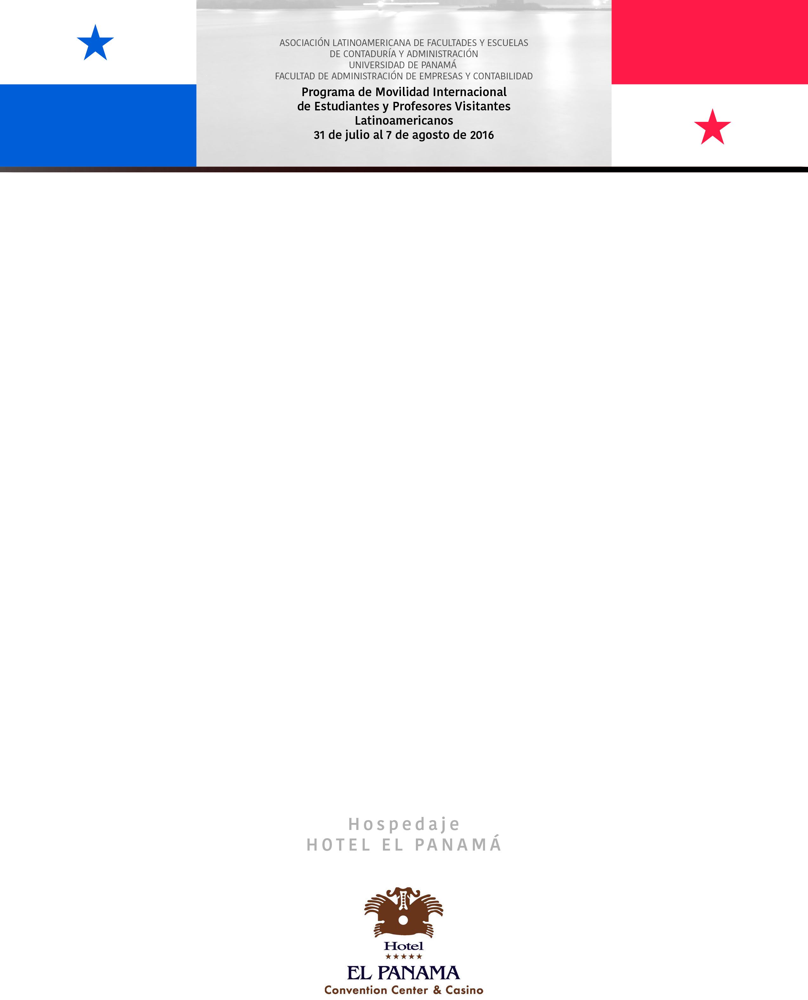 ASOCIACIÓN LATINOAMERICANA DE FACULTADES Y ESCUELAS
DE CONTADURÍA Y ADMINISTRACIÓN
UNIVERSIDAD DE PANAMÁ
FACULTAD DE ADMINISTRACIÓN DE EMPRESAS Y CONTABILIDAD
Programa de Movilidad Internacional
de Estudiantes y Profesores Visitantes
Latinoamericanos
31 de julio al 7 de agosto de 2016
Hospedaje
HOTEL EL PANAMÁ
Hotel
EL PANAMA
Convention Center & Casino